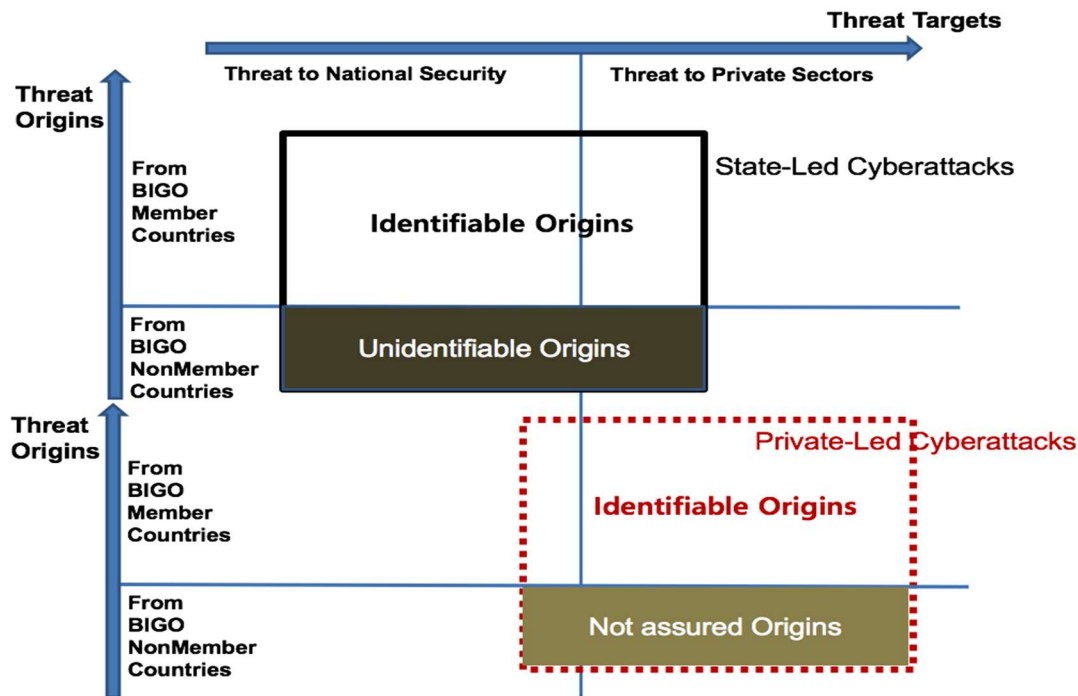 Threat Targets
Threat to National Security
Threat to Private Sectors
Threat
Origins
From
BIGO
Member
Countries
Identifiable Origins
State-Led Cyberattacks
From
BIGO
NonMember
Countries
Unidentifiable Origins
Threat
Origins
Private-Led Cyberattacks
From
BIGO
Member
Countries
Identifiable Origins
From
BIGO
NonMember
Countries
Not assured Origins